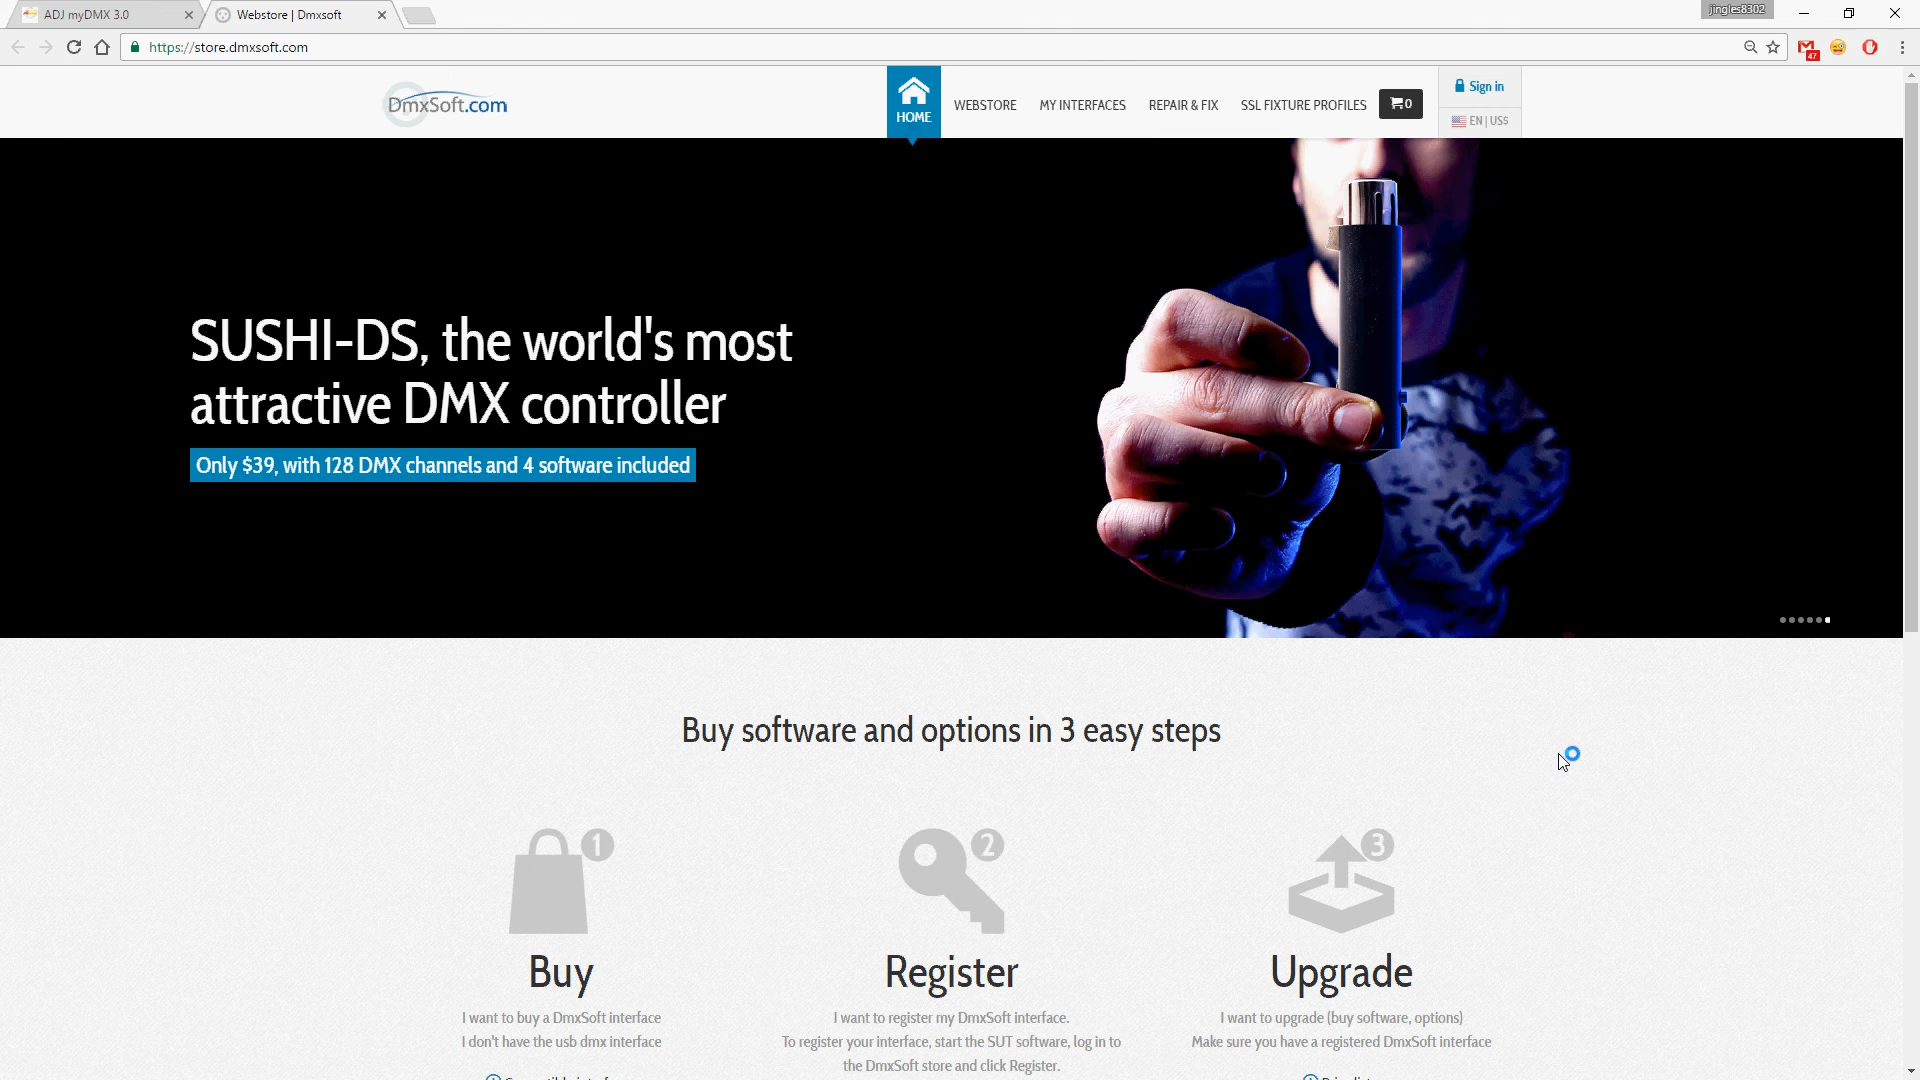 ADJ myDMX 3.0
Webstore | Dmxsoft
jingles8302
https://store.dmxsoft.com
47
DmxSoft.com
HOME
WEBSTORE
MY INTERFACES
REPAIR & FIX
SSL FIXTURE PROFILES
0
Sign in
EN | US$
SUSHI-DS, the world's most
attractive DMX controller
Only $39, with 128 DMX channels and 4 software included
Buy software and options in 3 easy steps
1
2
3
Buy
Register
Upgrade
I want to buy a DmxSoft interface
I don't have the usb dmx interface
I want to register my DmxSoft interface.
To register your interface, start the SUT software, log in to
the DmxSoft store and click Register.
I want to upgrade (buy software, options)
Make sure you have a registered DmxSoft interface